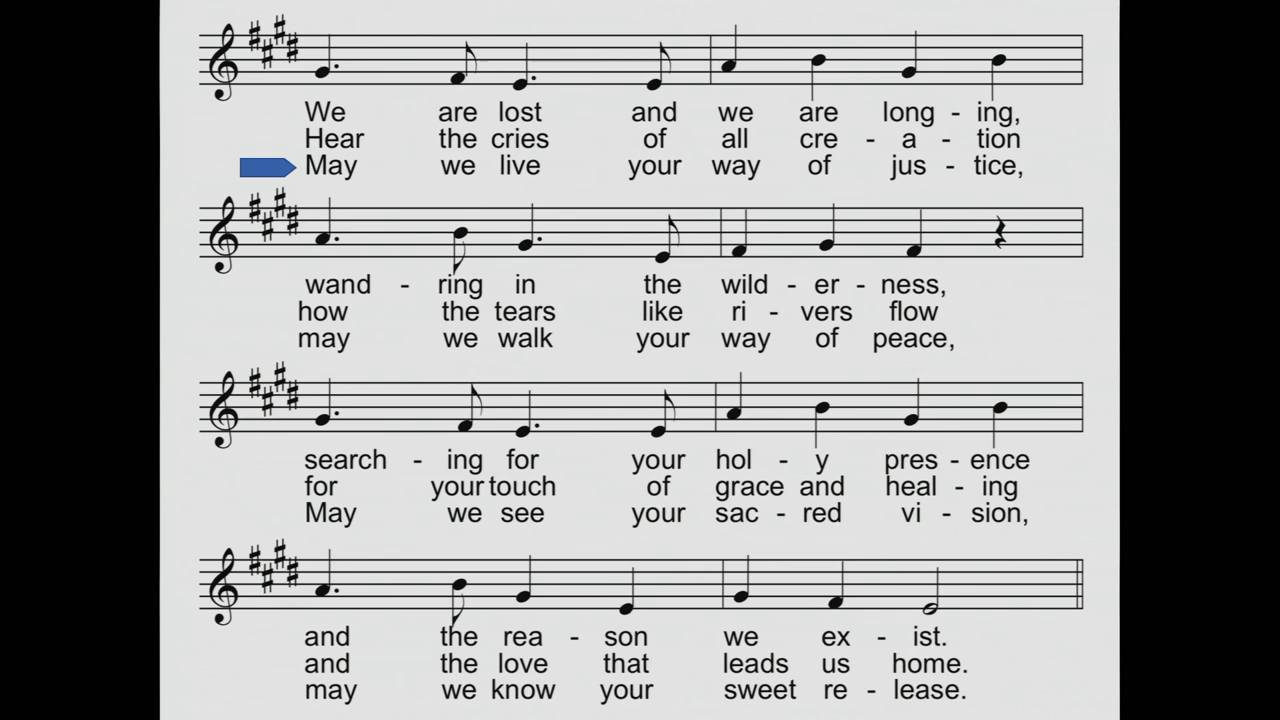 We are lost and we are long - ing,
Hear the cries of all cre - a - tion
May we live your way of jus - tice,
wand - ring in the wild - er - ness,
how the tears like ri - vers flow
may we walk your way of peace,
search - ing for your hol - y pres - ence
for your touch of grace and heal - ing
May we see your sac - red vi - sion,
and the rea - son we ex - ist.
and the love that leads us home.
may we know your sweet re - lease.